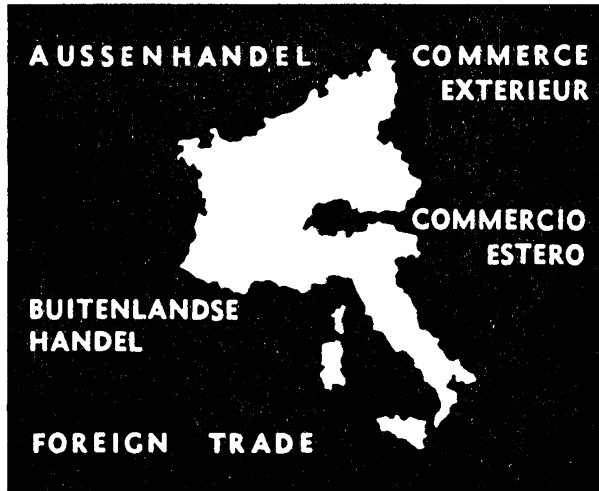 AUSSENHANDEL
COMMERCE
EXTERIEUR
COMMERCIO
ESTERO
BUITENLANDSE
HANDEL
FOREIGN TRADE